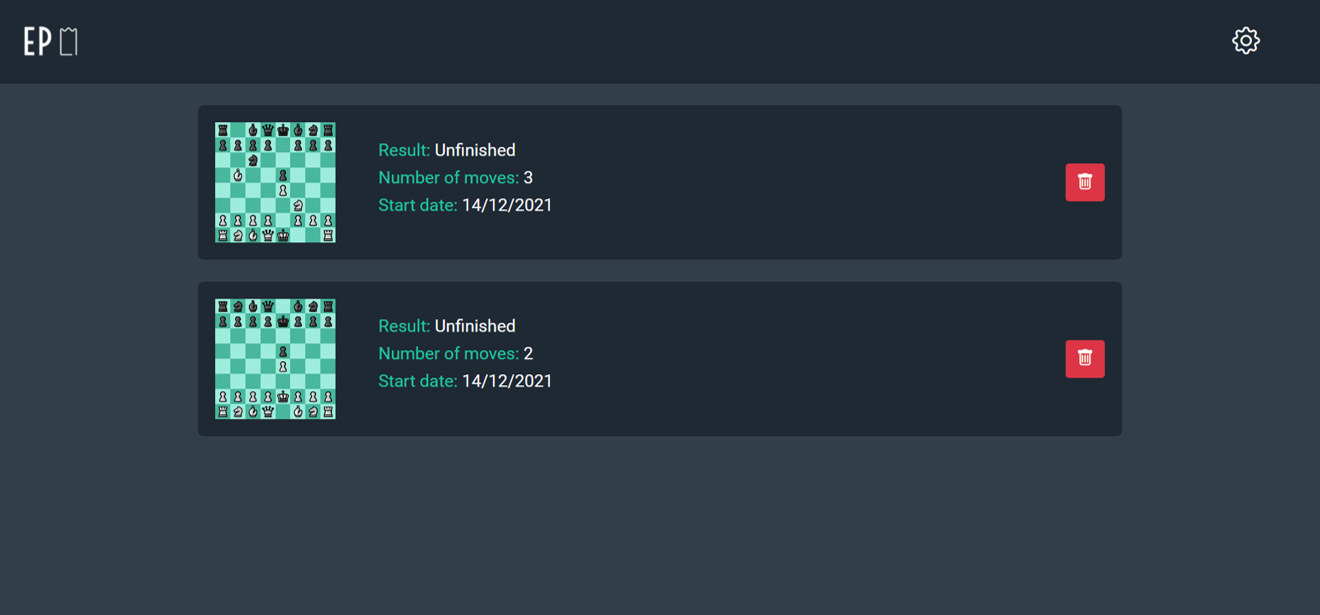 EP
Result: Unfinished
Number of moves: 3
Start date: 14/12/2021
Result: Unfinished
Number of moves: 2
Start date: 14/12/2021